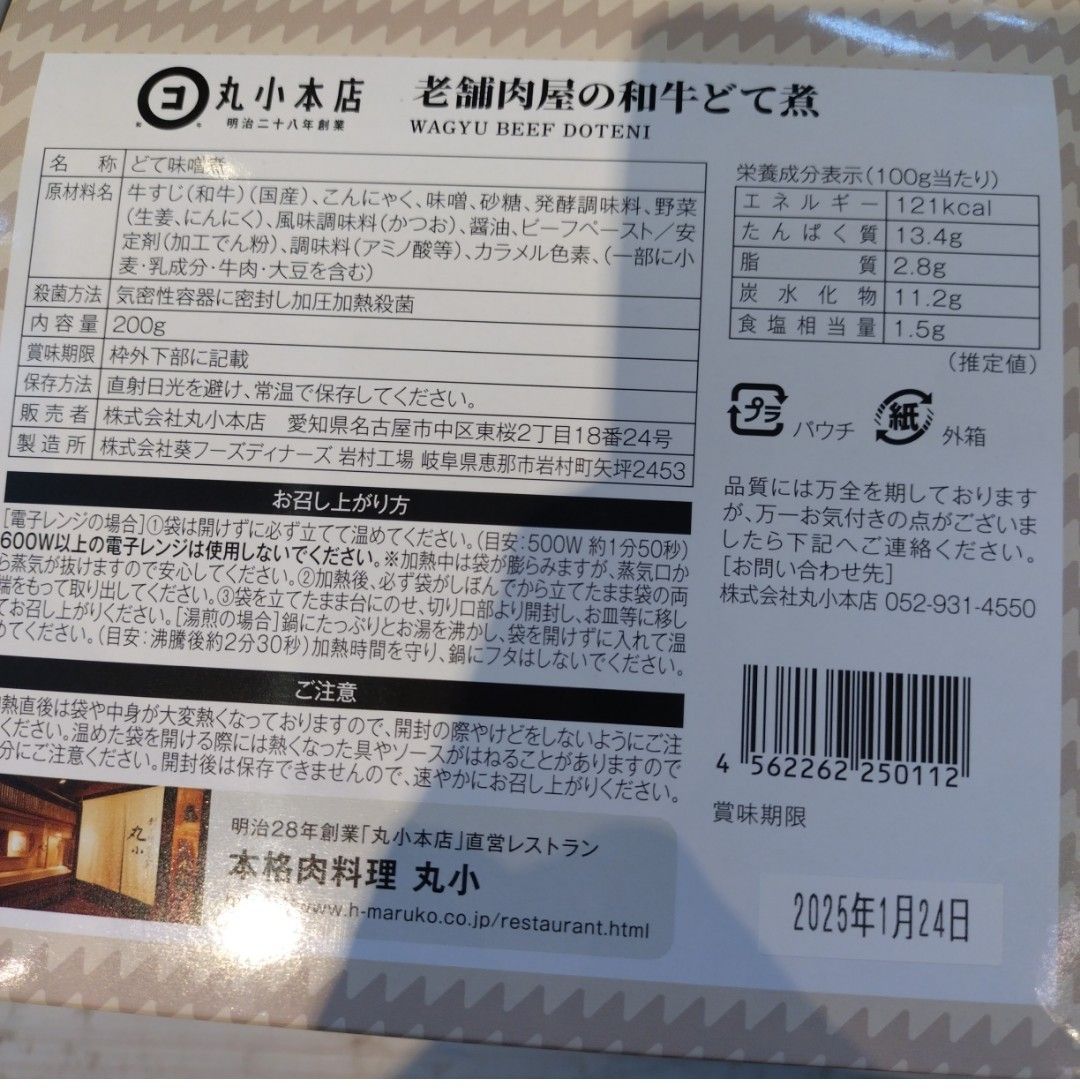 コ 丸小本店
明治二十八年創業
老舗肉屋の和牛どて煮
WAGYU BEEF DOTENI
名称 どて味噌煮
原材料名 牛すじ(和牛)(国産)、こんにゃく、味噌、砂糖、発酵調味料、野菜
(生姜、にんにく)、風味調味料(かつお)、醤油、ビーフペースト/安
定剤(加工でん粉)、調味料(アミノ酸等)、カラメル色素、(一部に小
麦・乳成分・牛肉・大豆を含む)
殺菌方法 気密性容器に密封し加圧加熱殺菌
内容量 200g
賞味期限 枠外下部に記載
保存方法 直射日光を避け、常温で保存してください。
販売者 株式会社丸小本店 愛知県名古屋市中区東桜2丁目18番24号
製造所 株式会社葵フーズディナーズ 岩村工場 岐阜県恵那市岩村町矢坪2453
お召し上がり方
[電子レンジの場合]①袋は開けずに必ず立てて温めてください。(目安:500W 約1分50秒)
600W以上の電子レンジは使用しないでください。※加熱中は袋が膨らみますが、蒸気口か
ら蒸気が抜けますので安心してください。②加熱後、必ず袋がしぼんでから立てたまま袋の両
端をもって取り出してください。③袋を立てたまま台にのせ、切り口部より開封し、お皿等に移し
てお召し上がりください。[湯煎の場合]鍋にたっぷりとお湯を沸かし、袋を開けずに入れて温
めてください。(目安:沸騰後約2分30秒)加熱時間を守り、鍋にフタはしないでください。
ご注意
熱直後は袋や中身が大変熱くなっておりますので、開封の際やけどをしないようにご注
ください。温めた袋を開ける際には熱くなった具やソースがはねることがありますので
分にご注意ください。開封後は保存できませんので、速やかにお召し上がりください。
丸小
明治28年創業「丸小本店」直営レストラン
本格肉料理 丸小
www.h-maruko.co.jp/restaurant.html
栄養成分表示(100g当たり)
エネルギー 121kcal
たんぱく質 13.4g
脂質 2.8g
炭水化物 11.2g
食塩相当量 1.5g
(推定値)
プラ パウチ 紙 外箱
品質には万全を期しております
が、万一お気付きの点がございま
したら下記へご連絡ください。
[お問い合わせ先]
株式会社丸小本店 052-931-4550
4 562262 250112
賞味期限
2025年1月24日